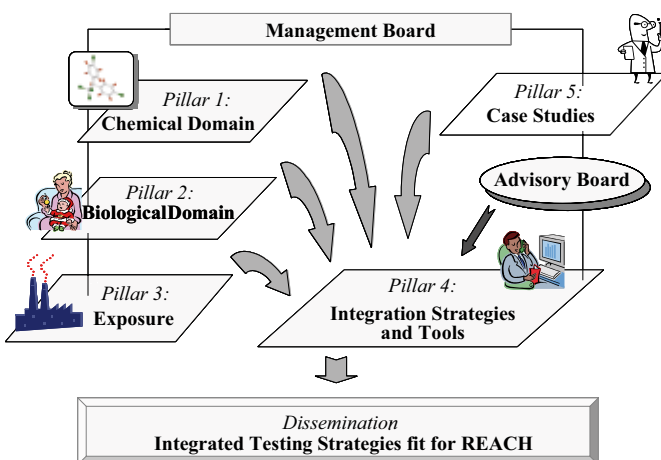 Management Board
Pillar 1:
Chemical Domain
Pillar 5:
Case Studies
Pillar 2:
BiologicalDomain
Advisory Board
Pillar 3:
Exposure
Pillar 4:
Integration Strategies
and Tools
Dissemination
Integrated Testing Strategies fit for REACH